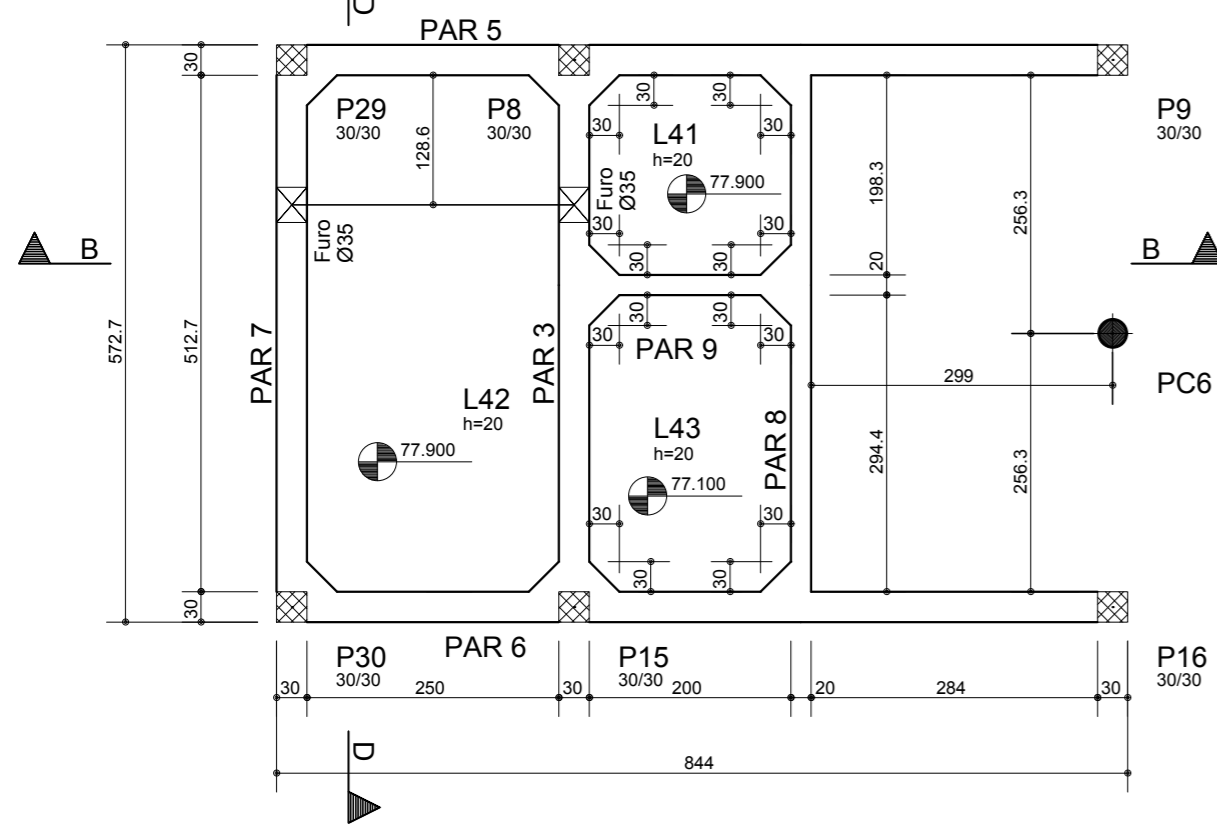 D
PAR 5
30
P29
30/30
P8
30/30
128.6
30
30
30
30
L41
h=20
77.900
Furo
Ø35
30
30
30
30
198.3
256.3
P9
30/30
B
B
Furo
Ø35
20
572.7
512.7
PAR 7
PAR 3
30
30
30
30
PAR 9
299
PC6
L42
h=20
77.900
L43
h=20
77.100
PAR 8
294.4
256.3
30
30
30
30
30
PAR 6
P30
30/30
P15
30/30
P16
30/30
30
250
30
200
20
284
30
844
D